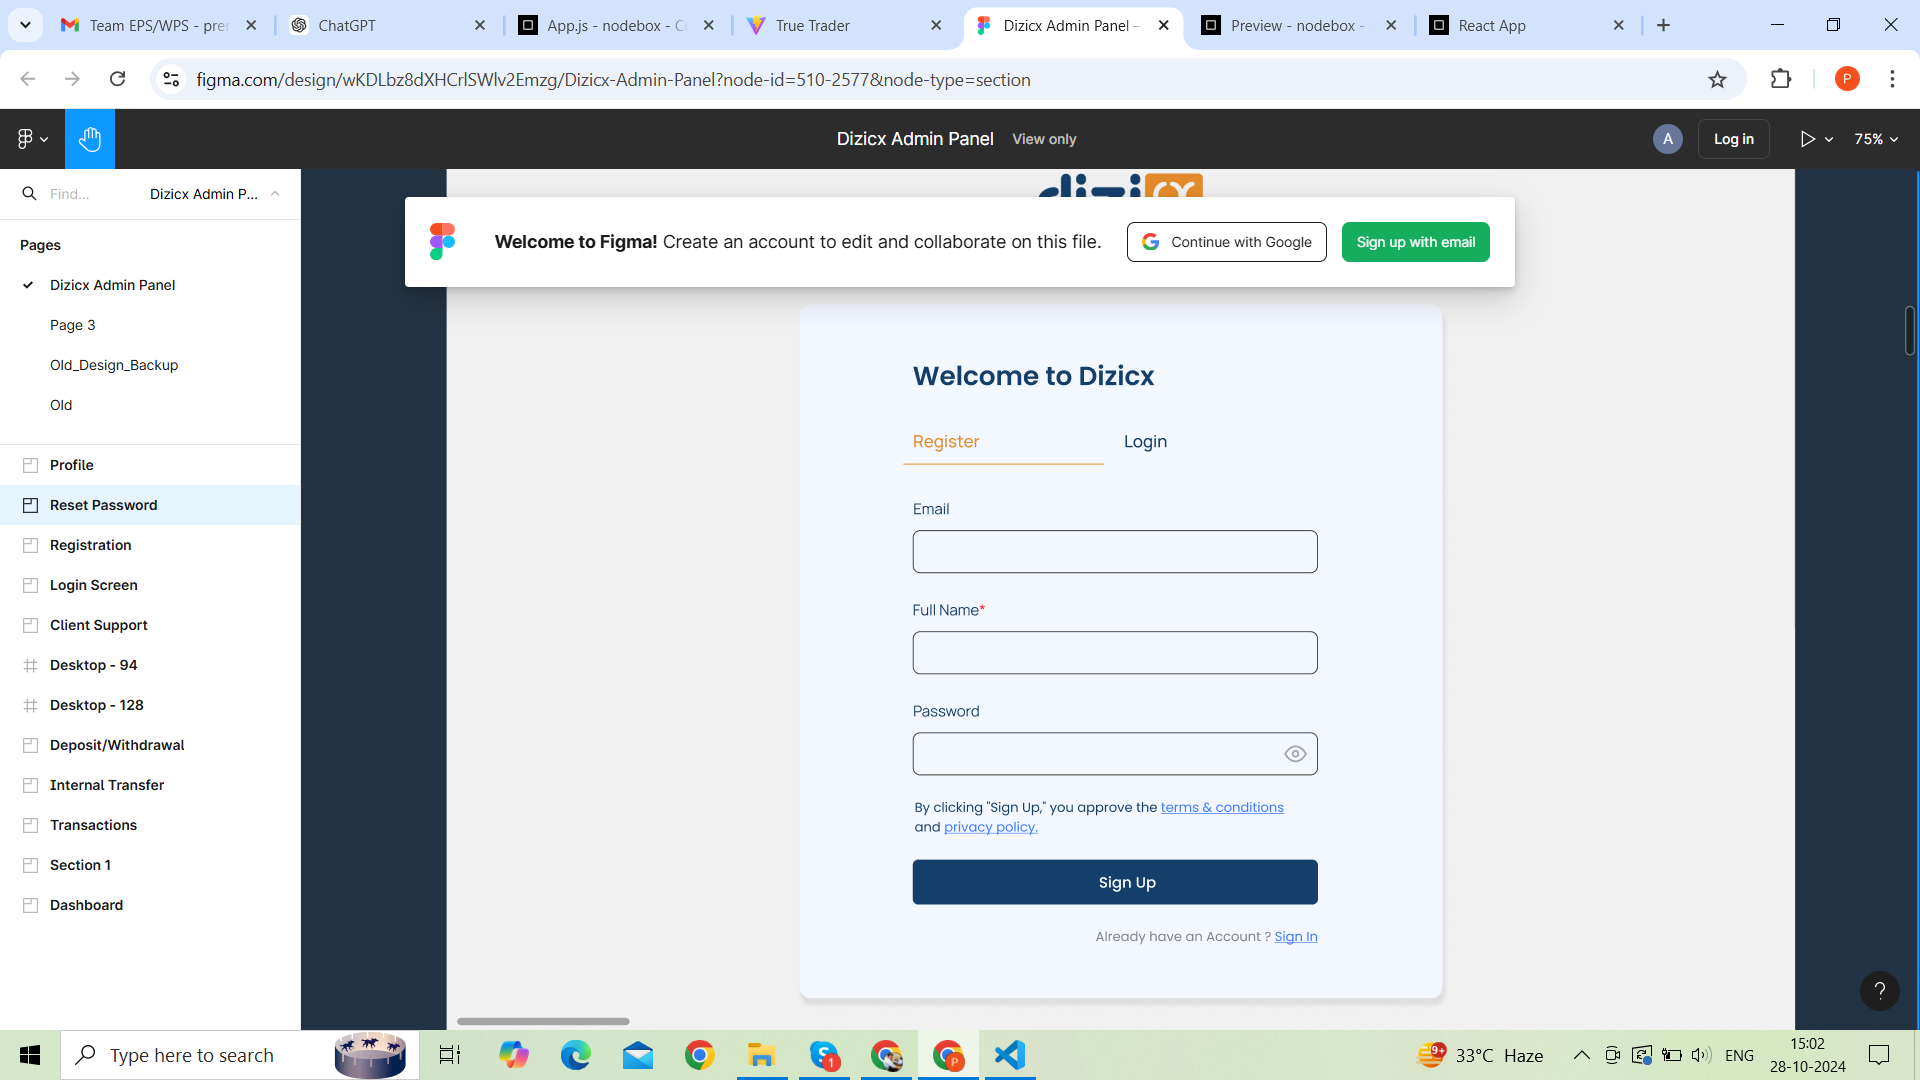 Team EPS/WPS - prer
ChatGPT
App.js - nodebox - Co
True Trader
Dizicx Admin Panel –
Preview - nodebox -
React App
figma.com/design/wKDLbz8dXHCrlSWlv2Emzg/Dizicx-Admin-Panel?node-id=510-2577&node-type=section
P
Dizicx Admin Panel View only
A
Log in
75%
Find...
Dizicx Admin P...
dizicx
Welcome to Figma! Create an account to edit and collaborate on this file.
Continue with Google
Sign up with email
Pages
Dizicx Admin Panel
Page 3
Old_Design_Backup
Old
Profile
Reset Password
Registration
Login Screen
Client Support
Desktop - 94
Desktop - 128
Deposit/Withdrawal
Internal Transfer
Transactions
Section 1
Dashboard
Welcome to Dizicx
Register
Login
Email
Full Name*
Password
By clicking "Sign Up," you approve the terms & conditions
and privacy policy.
Sign Up
Already have an Account ? Sign In
?
Type here to search
1
P
9+
33°C Haze
ENG
15:02
28-10-2024